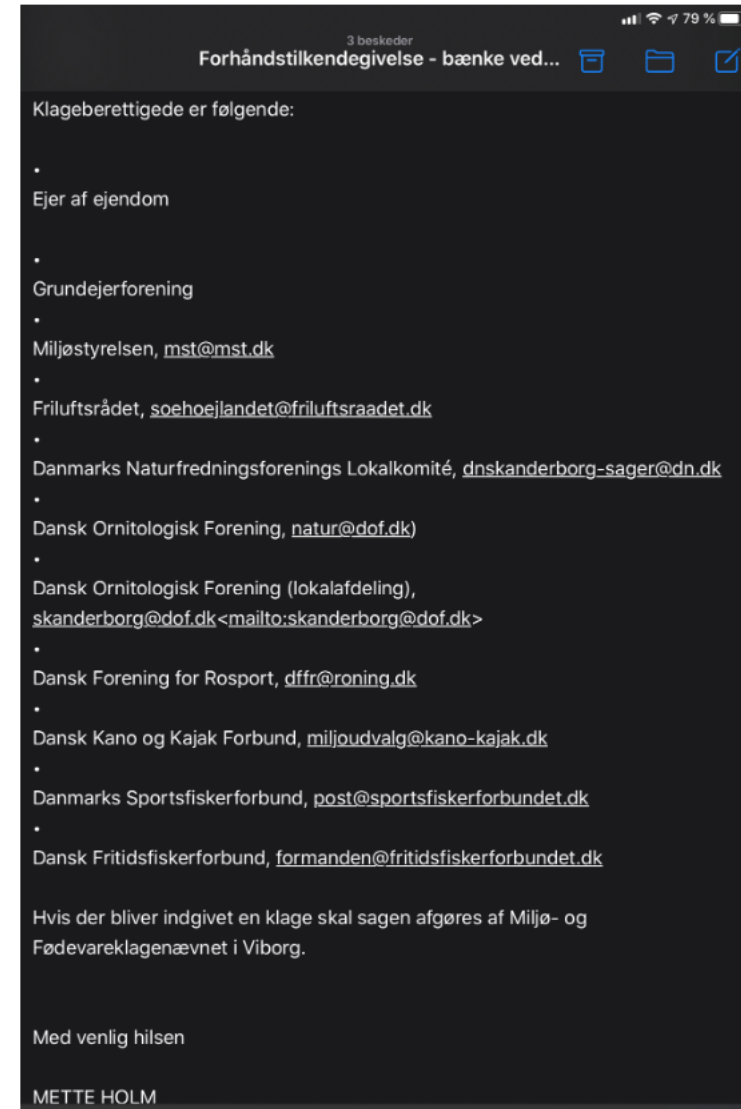 79 %
3 beskeder
Forhåndstilkendegivelse - bænke ved...
Klageberettigede er følgende:
•
Ejer af ejendom
•
Grundejerforening
•
Miljøstyrelsen, mst@mst.dk
•
Friluftsrådet, soehoejlandet@friluftsraadet.dk
•
Danmarks Naturfredningsforenings Lokalkomité, dnskanderborg-sager@dn.dk
•
Dansk Ornitologisk Forening, natur@dof.dk)
•
Dansk Ornitologisk Forening (lokalafdeling),
skanderborg@dof.dk<mailto:skanderborg@dof.dk>
•
Dansk Forening for Rosport, dffr@roning.dk
•
Dansk Kano og Kajak Forbund, miljoudvalg@kano-kajak.dk
•
Danmarks Sportsfiskerforbund, post@sportsfiskerforbundet.dk
•
Dansk Fritidsfiskerforbund, formanden@fritidsfiskerforbundet.dk
Hvis der bliver indgivet en klage skal sagen afgøres af Miljø- og
Fødevareklagenævnet i Viborg.
Med venlig hilsen
METTE HOLM